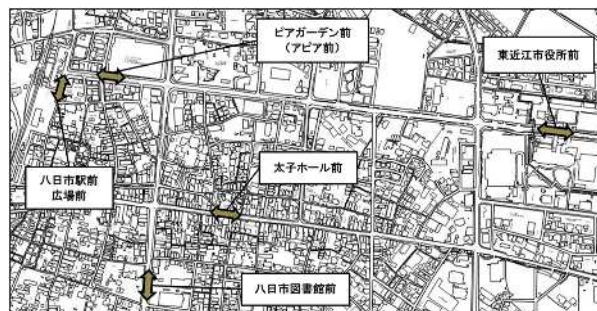 ビアガーデン前
（アピア前）
東近江市役所前
八日市駅前
広場前
太子ホール前
八日市図書館前